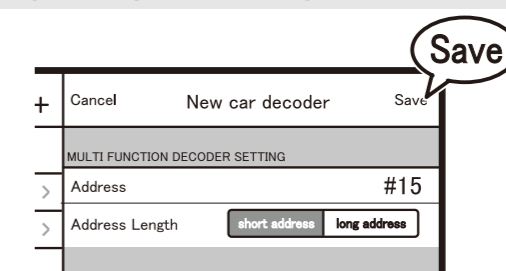 Save
+
Cancel New car decoder Save
MULTI FUNCTION DECODER SETTING
Address #15
Address Length short address long address